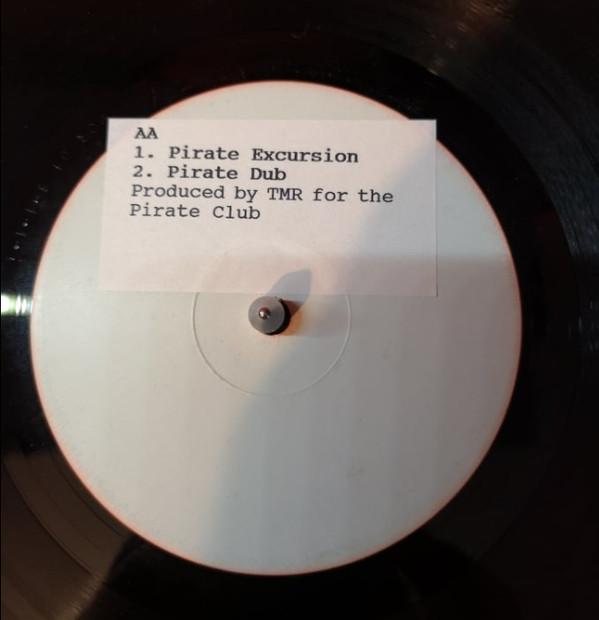 AA
1. Pirate Excursion
2. Pirate Dub
Produced by TMR for the
Pirate Club